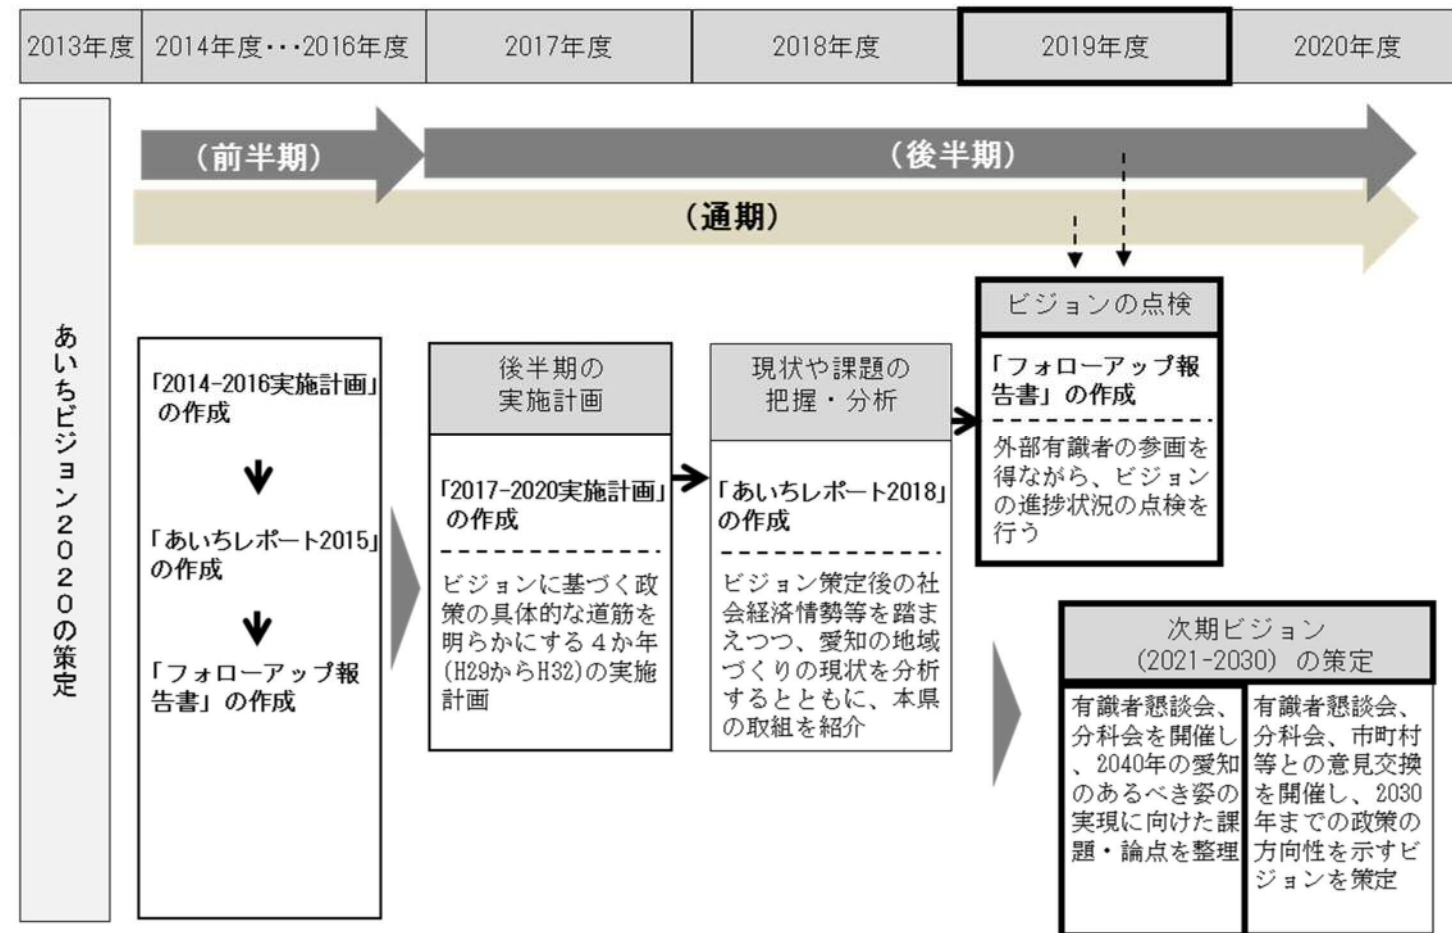 2013年度
2014年度･･･2016年度
2017年度
2018年度
2019年度
2020年度
(前半期)
(後半期)
(通期)
あいちビジョン2020の策定
「2014-2016実施計画」
の作成
「あいちレポート2015」
の作成
「フォローアップ報
告書」の作成
後半期の
実施計画
「2017-2020実施計画」
の作成
ビジョンに基づく政
策の具体的な道筋を
明らかにする４か年
(H29からH32)の実施
計画
現状や課題の
把握・分析
「あいちレポート2018」
の作成
ビジョン策定後の社
会経済情勢等を踏ま
えつつ、愛知の地域
づくりの現状を分析
するとともに、本県
の取組を紹介
ビジョンの点検
「フォローアップ報
告書」の作成
外部有識者の参画を
得ながら、ビジョン
の進捗状況の点検を
行う
次期ビジョン
(2021-2030) の策定
有識者懇談会、
分科会を開催し
、2040年の愛知
のあるべき姿の
実現に向けた課
題・論点を整理
有識者懇談会、
分科会、市町村
等との意見交換
を開催し、2030
年までの政策の
方向性を示すビ
ジョンを策定